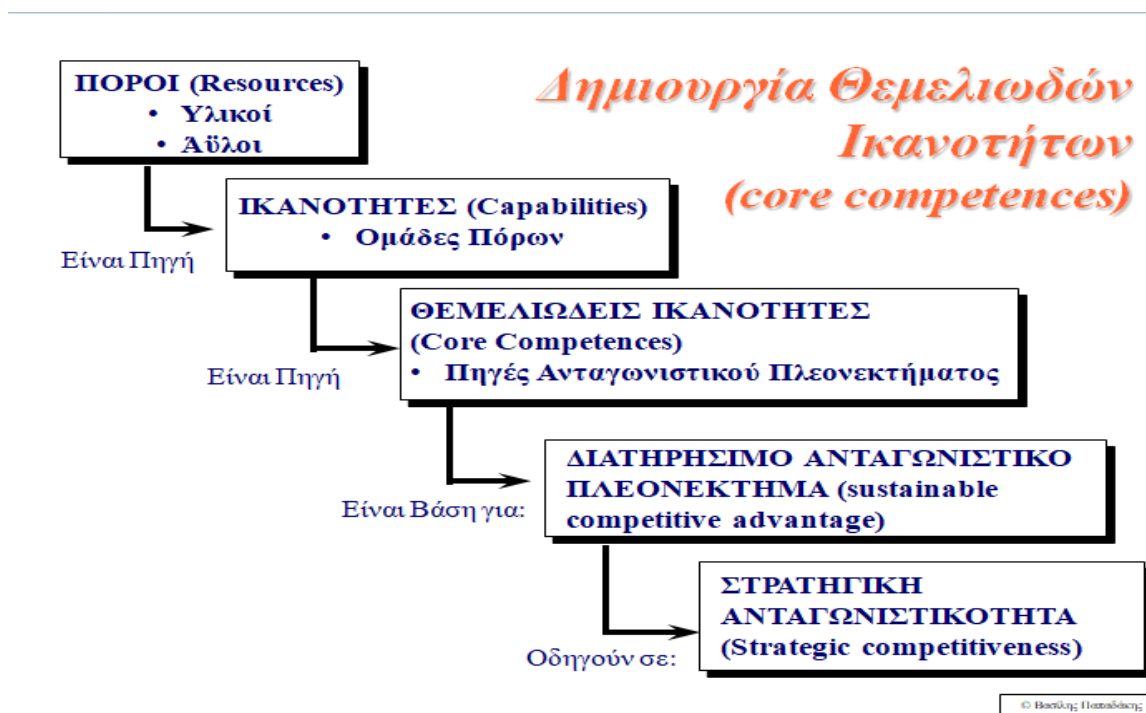 Δημιουργία Θεμελιωδών
Ικανοτήτων
(core competences)
ΠΟΡΟΙ (Resources)
• Υλικοί
• Άϋλοι
Είναι Πηγή
ΙΚΑΝΟΤΗΤΕΣ (Capabilities)
• Ομάδες Πόρων
Είναι Πηγή
ΘΕΜΕΛΙΩΔΕΙΣ ΙΚΑΝΟΤΗΤΕΣ
(Core Competences)
• Πηγές Ανταγωνιστικού Πλεονεκτήματος
Είναι Βάση για:
ΔΙΑΤΗΡΗΣΙΜΟ ΑΝΤΑΓΩΝΙΣΤΙΚΟ
ΠΛΕΟΝΕΚΤΗΜΑ (sustainable
competitive advantage)
Οδηγούν σε:
ΣΤΡΑΤΗΓΙΚΗ
ΑΝΤΑΓΩΝΙΣΤΙΚΟΤΗΤΑ
(Strategic competitiveness)
© Βασίλης Παπαδάκης